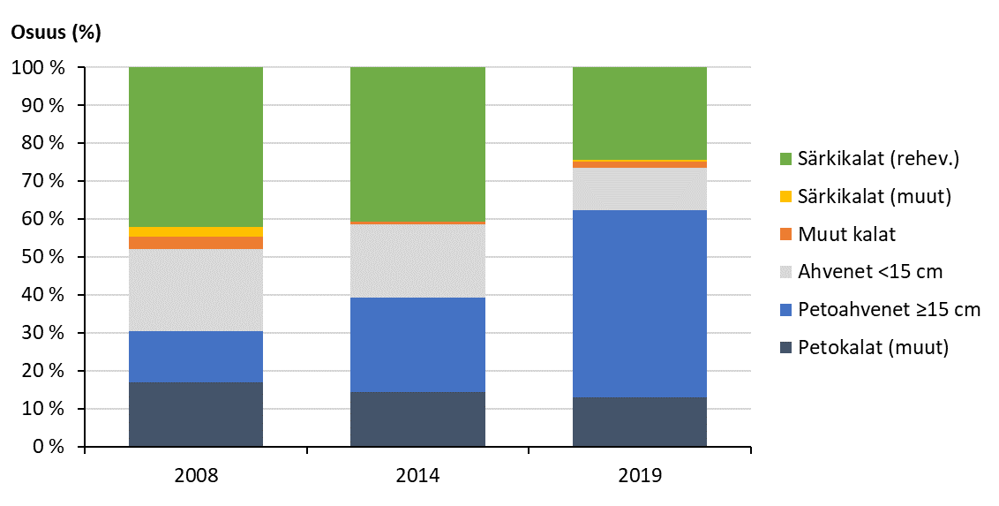 Osuus (%)
100 %
90 %
80 %
70 %
60 %
50 %
40 %
30 %
20 %
10 %
0 %
2008
2014
2019
Särkikalat (rehev.)
Särkikalat (muut)
Muut kalat
Ahvenet <15 cm
Petoahvenet ≥15 cm
Petokalat (muut)